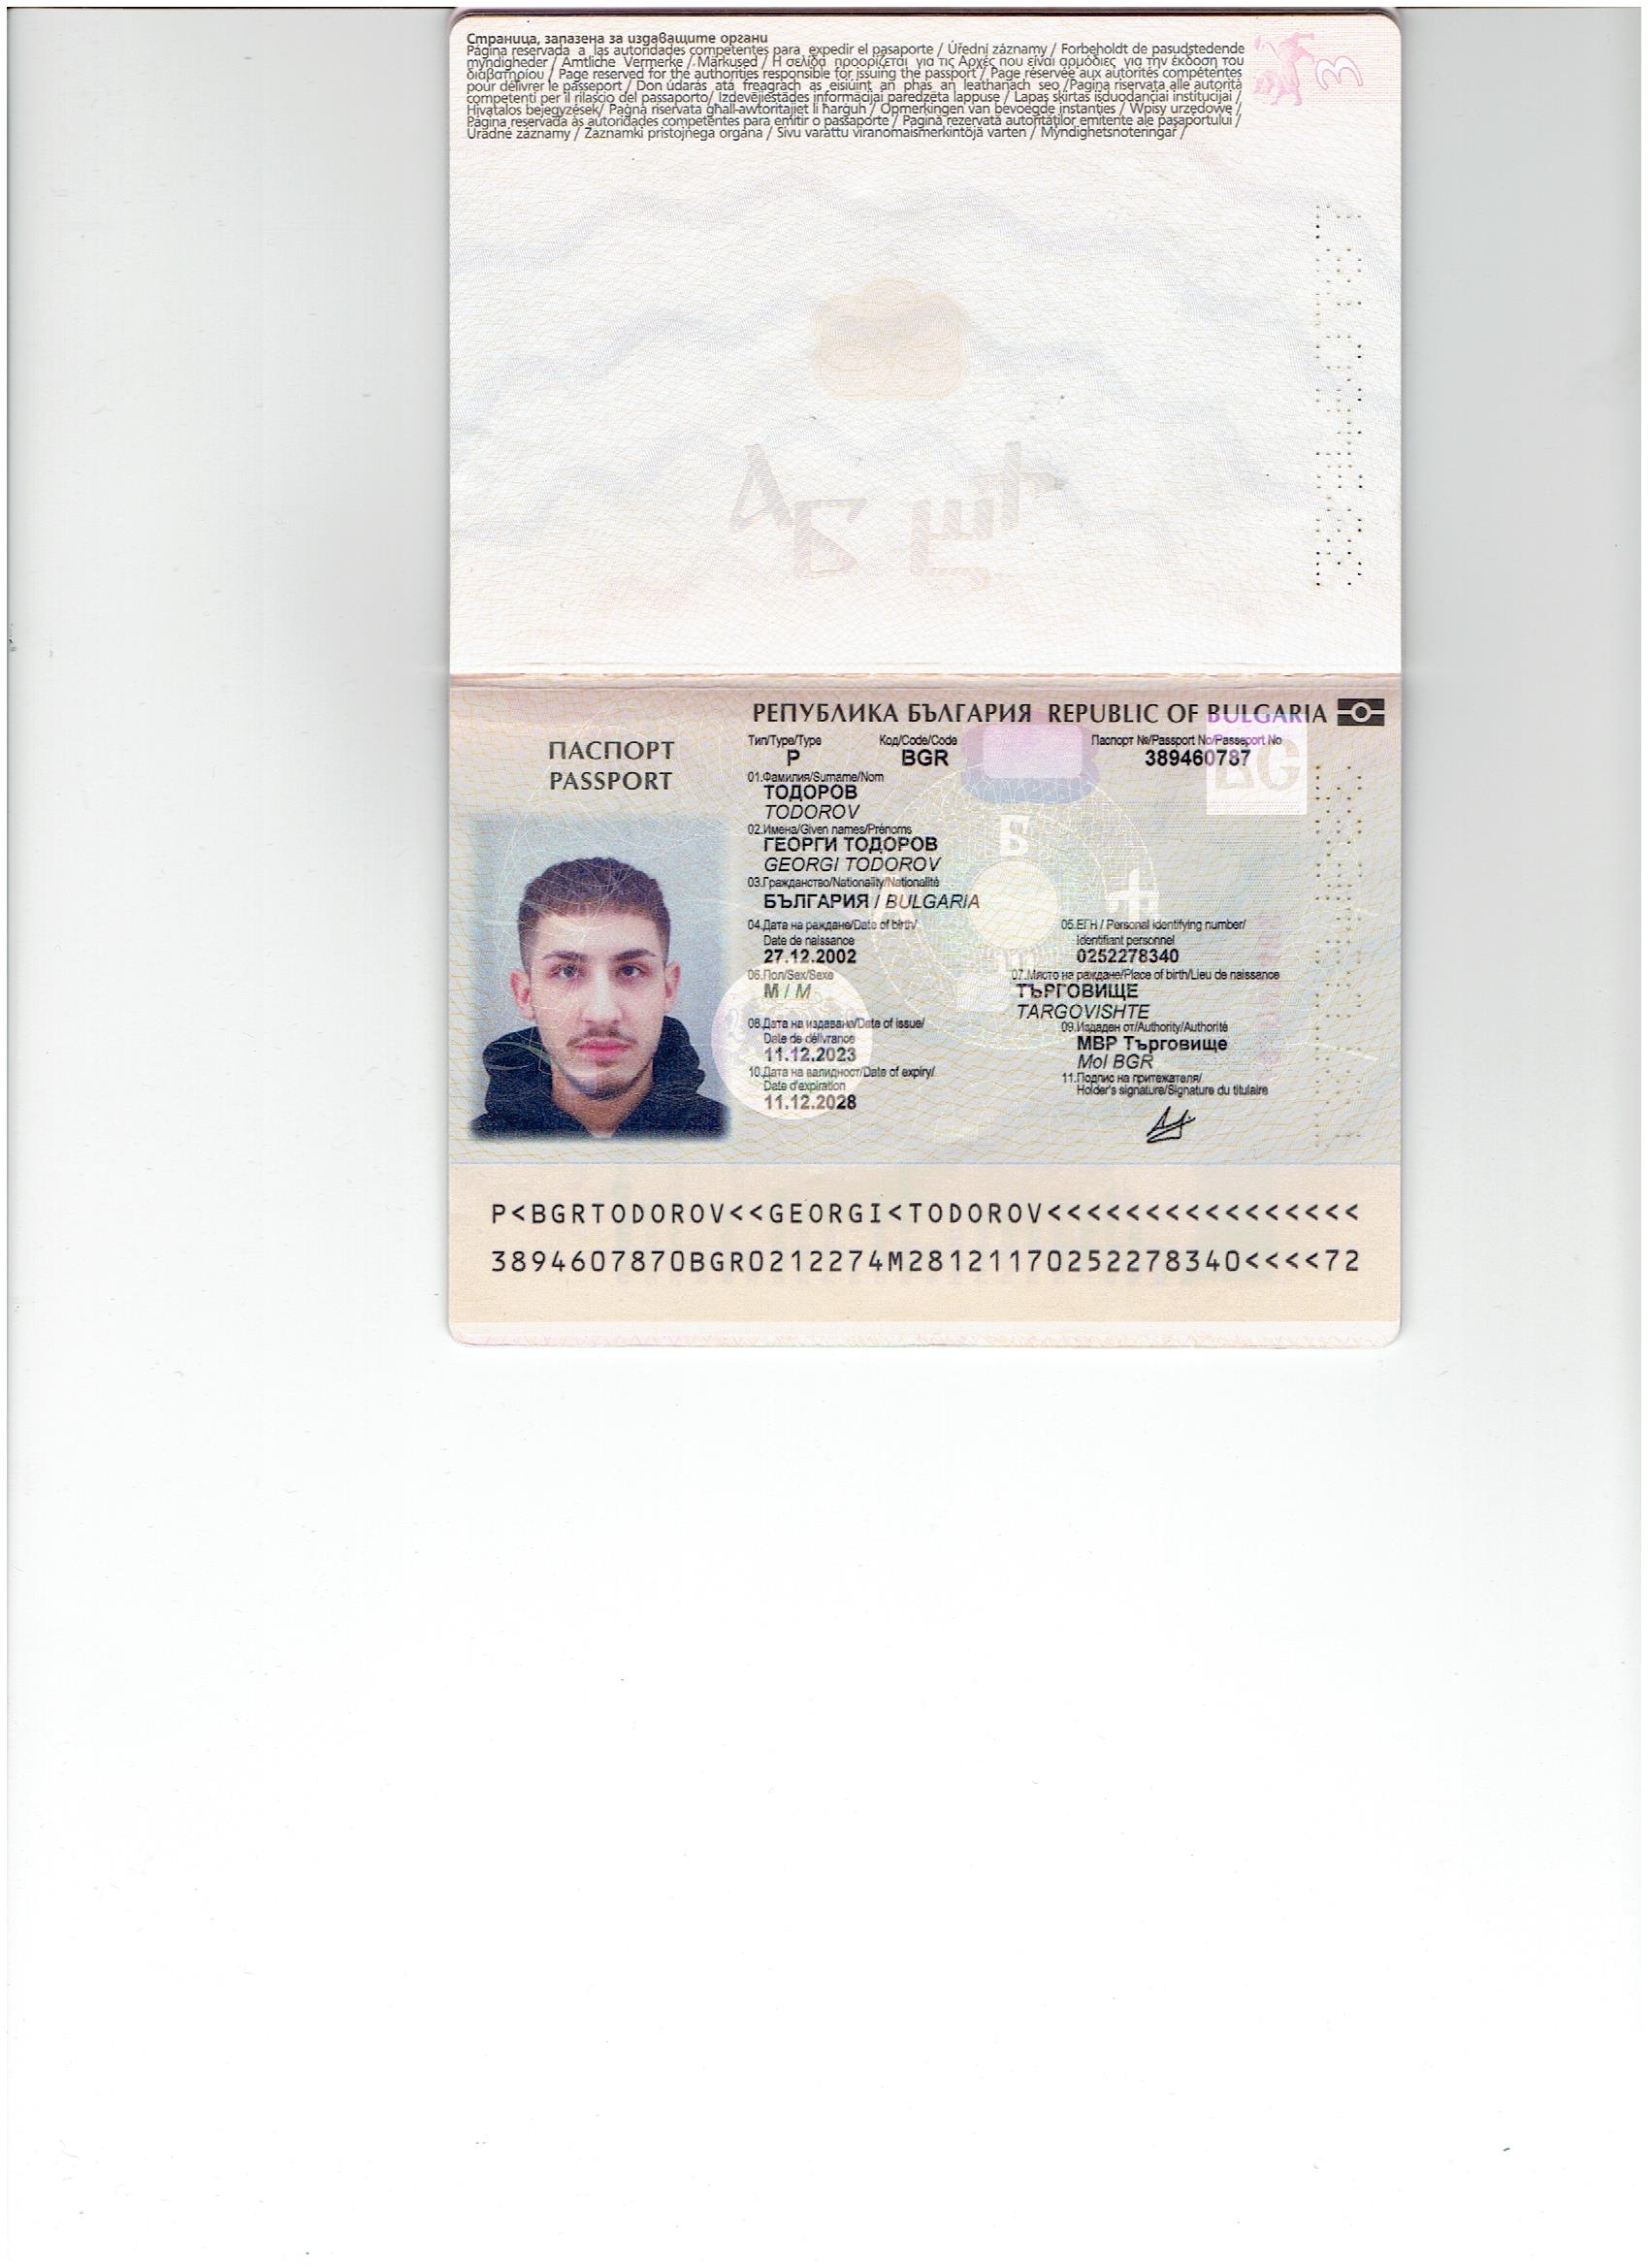 Страница, запазена за издаващите органи
Página reservada a las autoridades competentes para expedir el pasaporte / Úřední záznamy / Forbeholdt de pasudstedende
myndigheder / Amtliche Vermerke / Märkused / Η σελίδα προορίζεται για τις Αρχές που είναι αρμόδιες για την έκδοση του
διαβατηρίου / Page reserved for the authorities responsible for issuing the passport / Page réservée aux autorités compétentes
pour délivrer le passeport / Don údarás atá freagrach as eisiúint an phas an leathanach seo /Pagina riservata alle autorità
competenti per il rilascio del passaporto/ Izdevējiestādes informācijai paredzēta lappuse / Lapas skirtas išduodančiai institucijai /
Hivatalos bejegyzések/ Paġna riservata għall-awtoritajiet li ħarġuh / Opmerkingen van bevoegde instanties / Wpisy urzędowe /
Página reservada às autoridades competentes para emitir o passaporte / Pagină rezervată autorităților emitente ale pașaportului /
Úradné záznamy / Zaznamki pristojnega organa / Sivu varattu viranomaismerkintöjä varten / Myndighetsnoteringar /
3
РЕПУБЛИКА БЪЛГАРИЯ REPUBLIC OF BULGARIA
ПАСПОРТ
PASSPORT
Тип/Type/Type Код/Code/Code Паспорт №/Passport No/Passeport No
P BGR 389460787
01.Фамилия/Surname/Nom
ТОДОРОВ
TODOROV
02.Имена/Given names/Prénoms
ГЕОРГИ ТОДОРОВ
GEORGI TODOROV
03.Гражданство/Nationality/Nationalité
БЪЛГАРИЯ / BULGARIA
04.Дата на раждане/Date of birth/ 05.ЕГН / Personal identifying number/
Date de naissance Identifiant personnel
27.12.2002 0252278340
06.Пол/Sex/Sexe 07.Място на раждане/Place of birth/Lieu de naissance
М / M ТЪРГОВИЩЕ
TARGOVISHTE
08.Дата на издаване/Date of issue/ 09.Издаден от/Authority/Authorité
Date de délivrance МВР Търговище
11.12.2023 MoI BGR
10.Дата на валидност/Date of expiry/ 11.Подпис на притежателя/
Date d'expiration Holder's signature/Signature du titulaire
11.12.2028
P<BGRTODOROV<<GEORGI<TODOROV<<<<<<<<<<<<<<<<
3894607870BGR0212274M28121170252278340<<<<72